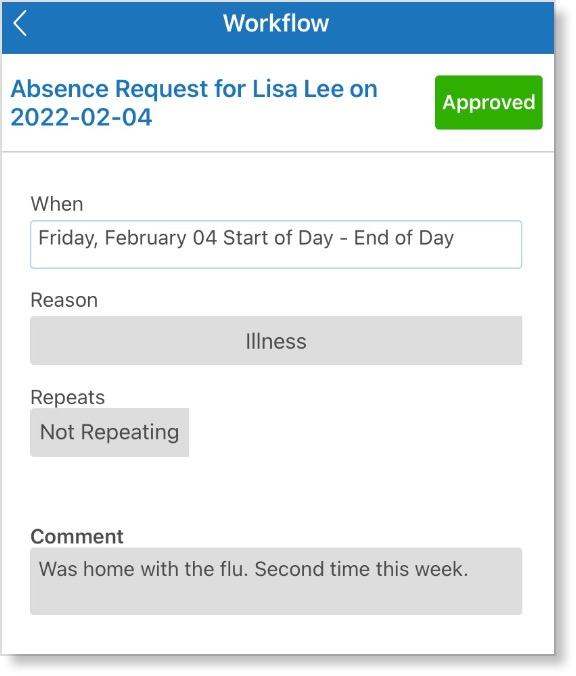 Workflow
Absence Request for Lisa Lee on
2022-02-04
Approved
When
Friday, February 04 Start of Day - End of Day
Reason
Illness
Repeats
Not Repeating
Comment
Was home with the flu. Second time this week.